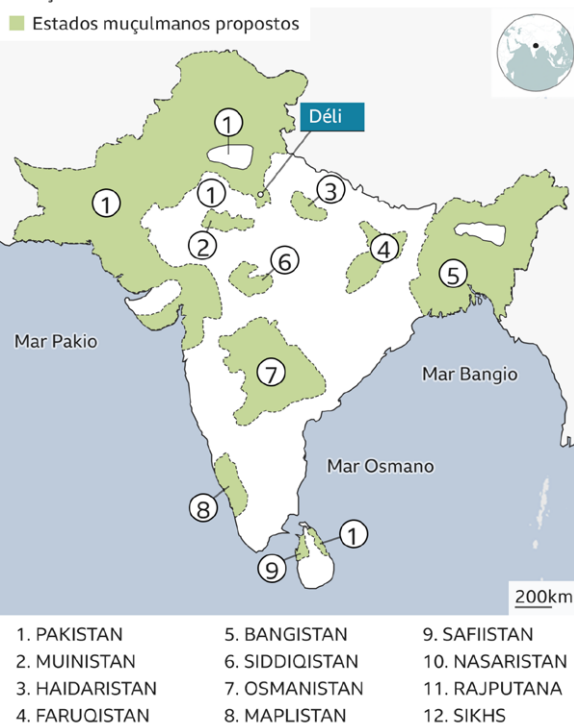 Estados muçulmanos propostos
1
Déli
1
1
3
2
6
4
5
7
Mar Pakio
Mar Bangio
Mar Osmano
8
1
9
200km
1. PAKISTAN
2. MUINISTAN
3. HAIDARISTAN
4. FARUQISTAN
5. BANGISTAN
6. SIDDIQISTAN
7. OSMANISTAN
8. MAPLISTAN
9. SAFIISTAN
10. NASARISTAN
11. RAJPUTANA
12. SIKHS